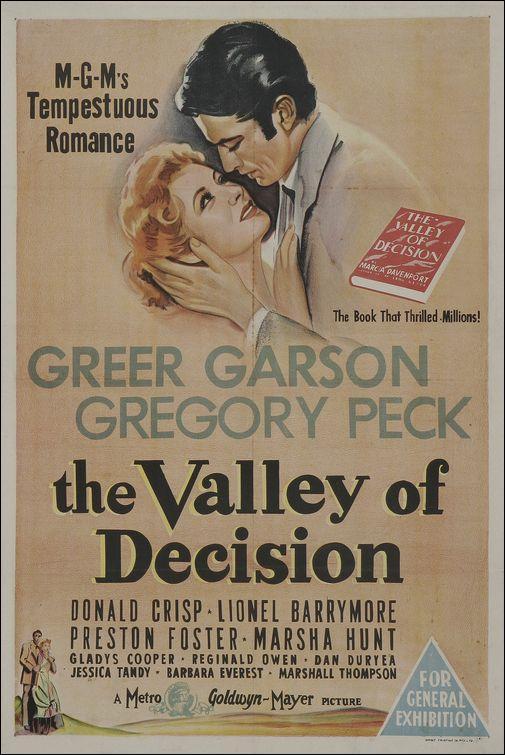 M-G-M's
Tempestuous
Romance
THE
VALLEY
OF
DECISION
MARCIA DAVENPORT
The Book That Thrilled Millions!
GREER GARSON
GREGORY PECK
the Valley of
Decision
DONALD CRISP · LIONEL BARRYMORE
PRESTON FOSTER · MARSHA HUNT
GLADYS COOPER · REGINALD OWEN · DAN DURYEA
JESSICA TANDY · BARBARA EVEREST · MARSHALL THOMPSON
A Metro Goldwyn-Mayer PICTURE
FOR
GENERAL
EXHIBITION